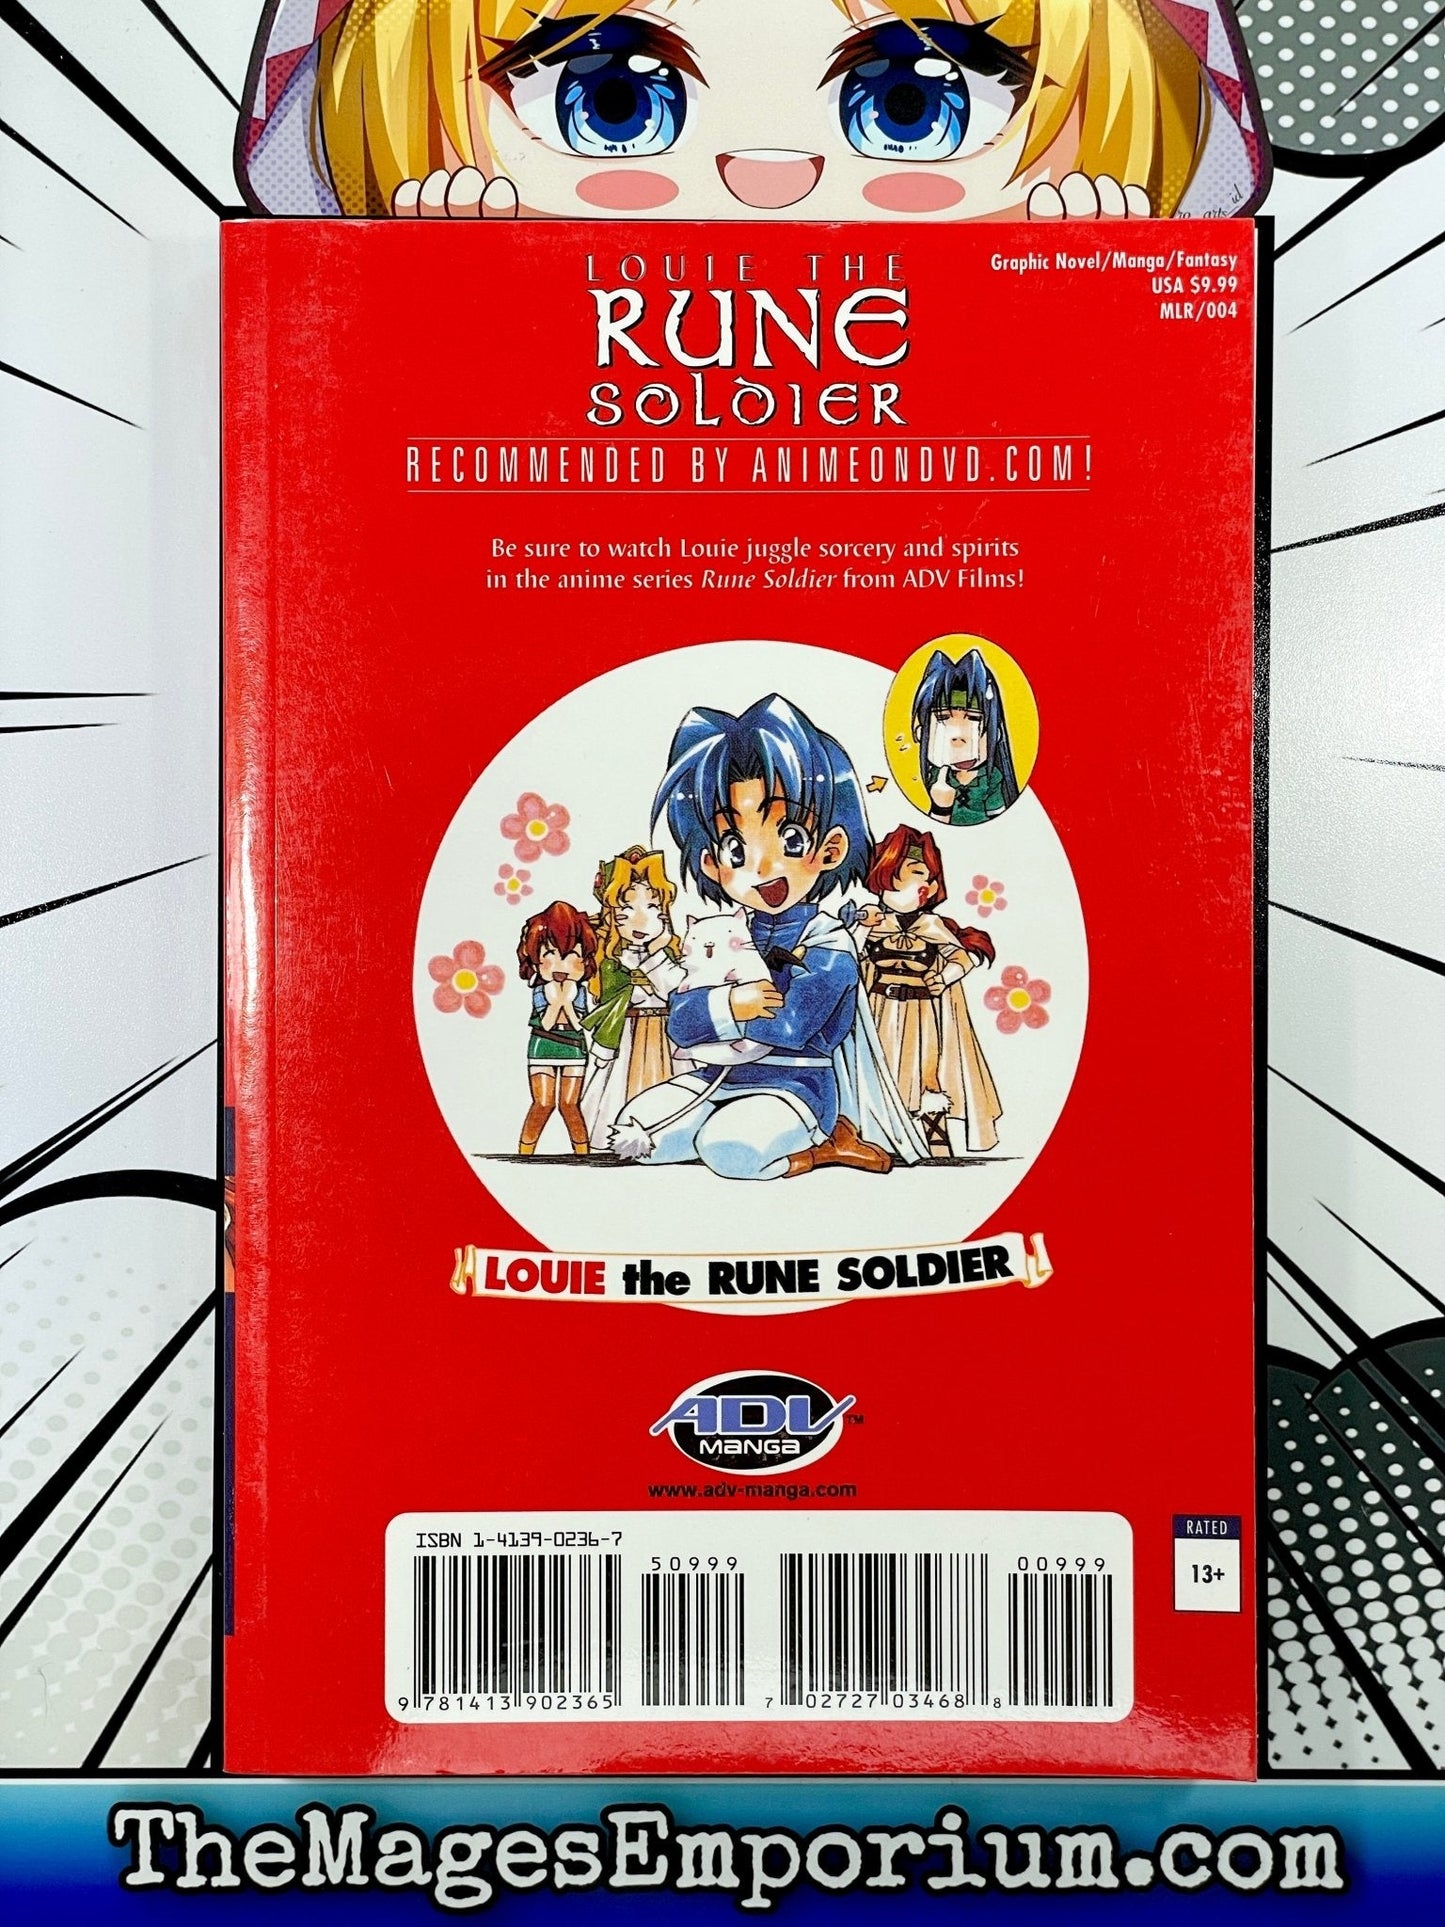 LOUIE THE
RUNE
SOLDIER
Graphic Novel/Manga/Fantasy
USA $9.99
MLR/004
RECOMMENDED BY ANIMEONDVD.COM!
Be sure to watch Louie juggle sorcery and spirits
in the anime series Rune Soldier from ADV Films!
LOUIE the RUNE SOLDIER
ADV™
MANGA
www.adv-manga.com
ISBN 1-4139-0236-7
50999
00999
9 781413 902365
7 02727 03468 8
RATED
13+
TheMagesEmporium.com